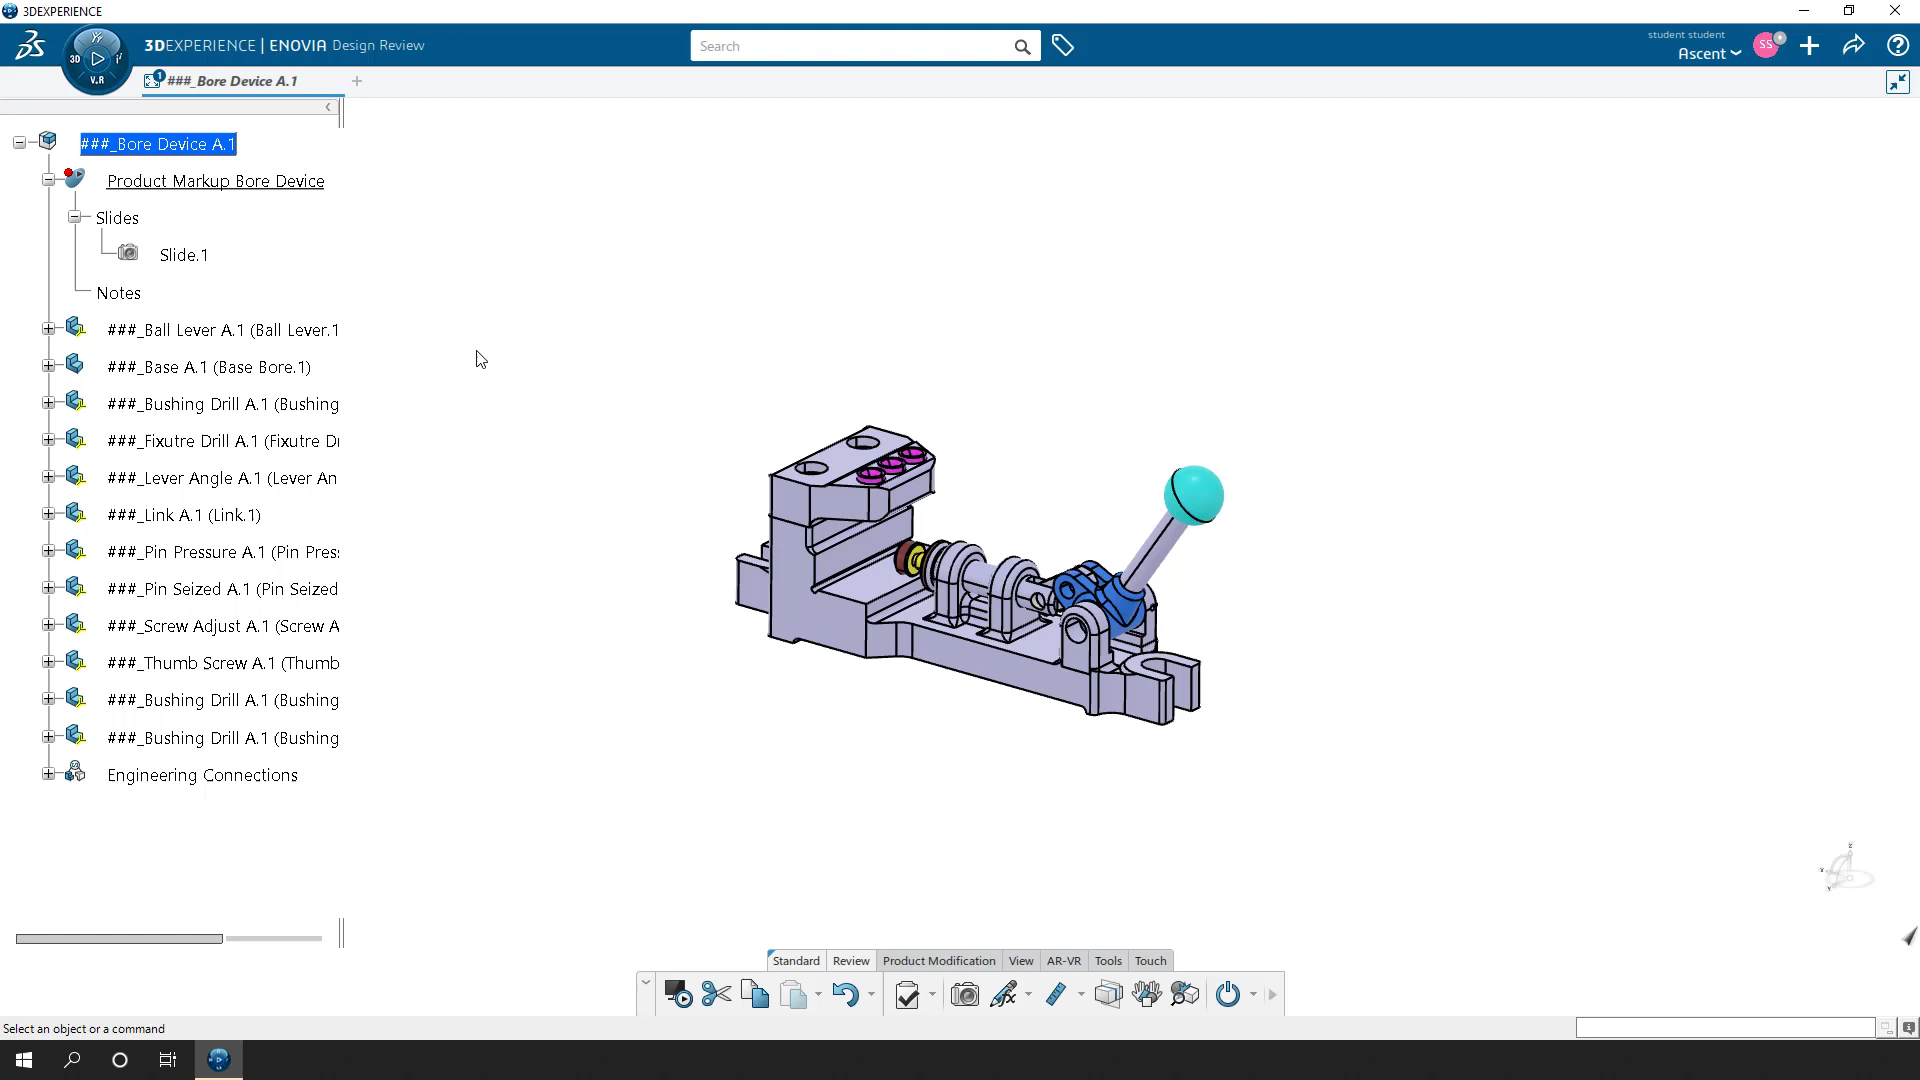 3DEXPERIENCE
3DEXPERIENCE | ENOVIA Design Review
Search
student student
Ascent
SS
3D
V.R
1
###_Bore Device A.1
###_Bore Device A.1
Product Markup Bore Device
Slides
Slide.1
Notes
###_Ball Lever A.1 (Ball Lever.1
###_Base A.1 (Base Bore.1)
###_Bushing Drill A.1 (Bushing
###_Fixutre Drill A.1 (Fixutre Dr
###_Lever Angle A.1 (Lever An
###_Link A.1 (Link.1)
###_Pin Pressure A.1 (Pin Pres
###_Pin Seized A.1 (Pin Seized
###_Screw Adjust A.1 (Screw A
###_Thumb Screw A.1 (Thumb
###_Bushing Drill A.1 (Bushing
###_Bushing Drill A.1 (Bushing
Engineering Connections
Standard Review Product Modification View AR-VR Tools Touch
Select an object or a command